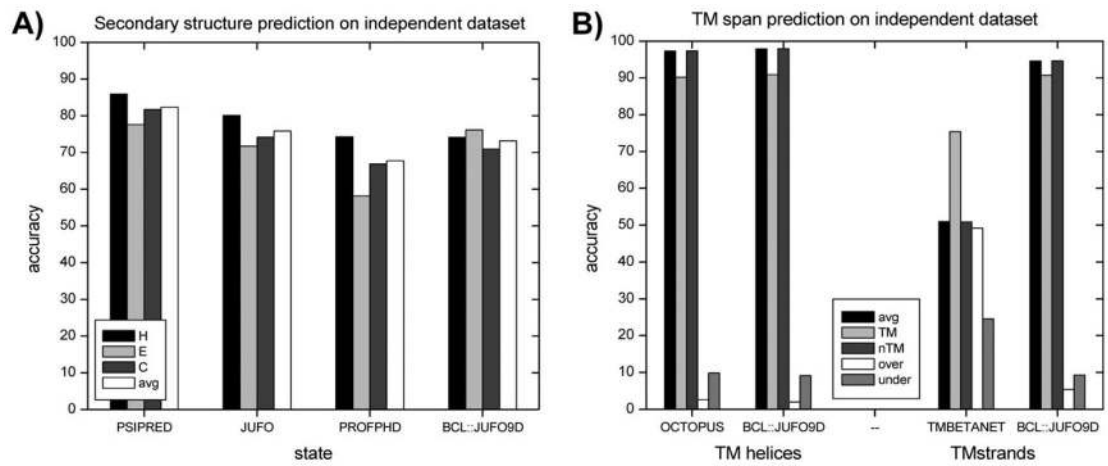 A)
Secondary structure prediction on independent dataset
accuracy
100
90
80
70
60
50
40
30
20
10
0
H
E
C
avg
PSIPRED JUFO PROFPHD BCL::JUFO9D
state
B)
TM span prediction on independent dataset
accuracy
100
90
80
70
60
50
40
30
20
10
0
avg
TM
nTM
over
under
OCTOPUS BCL::JUFO9D -- TMBETANET BCL::JUFO9D
TM helices TMstrands